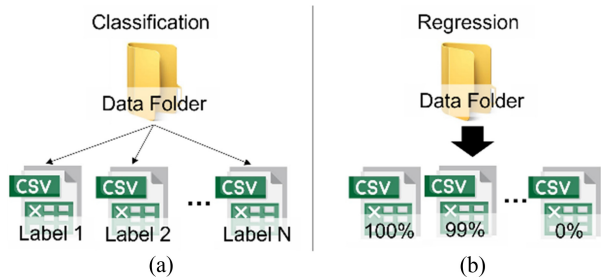 Classification
Data Folder
CSV CSV ... CSV
Label 1 Label 2 Label N
(a)
Regression
Data Folder
CSV CSV ... CSV
100% 99% 0%
(b)